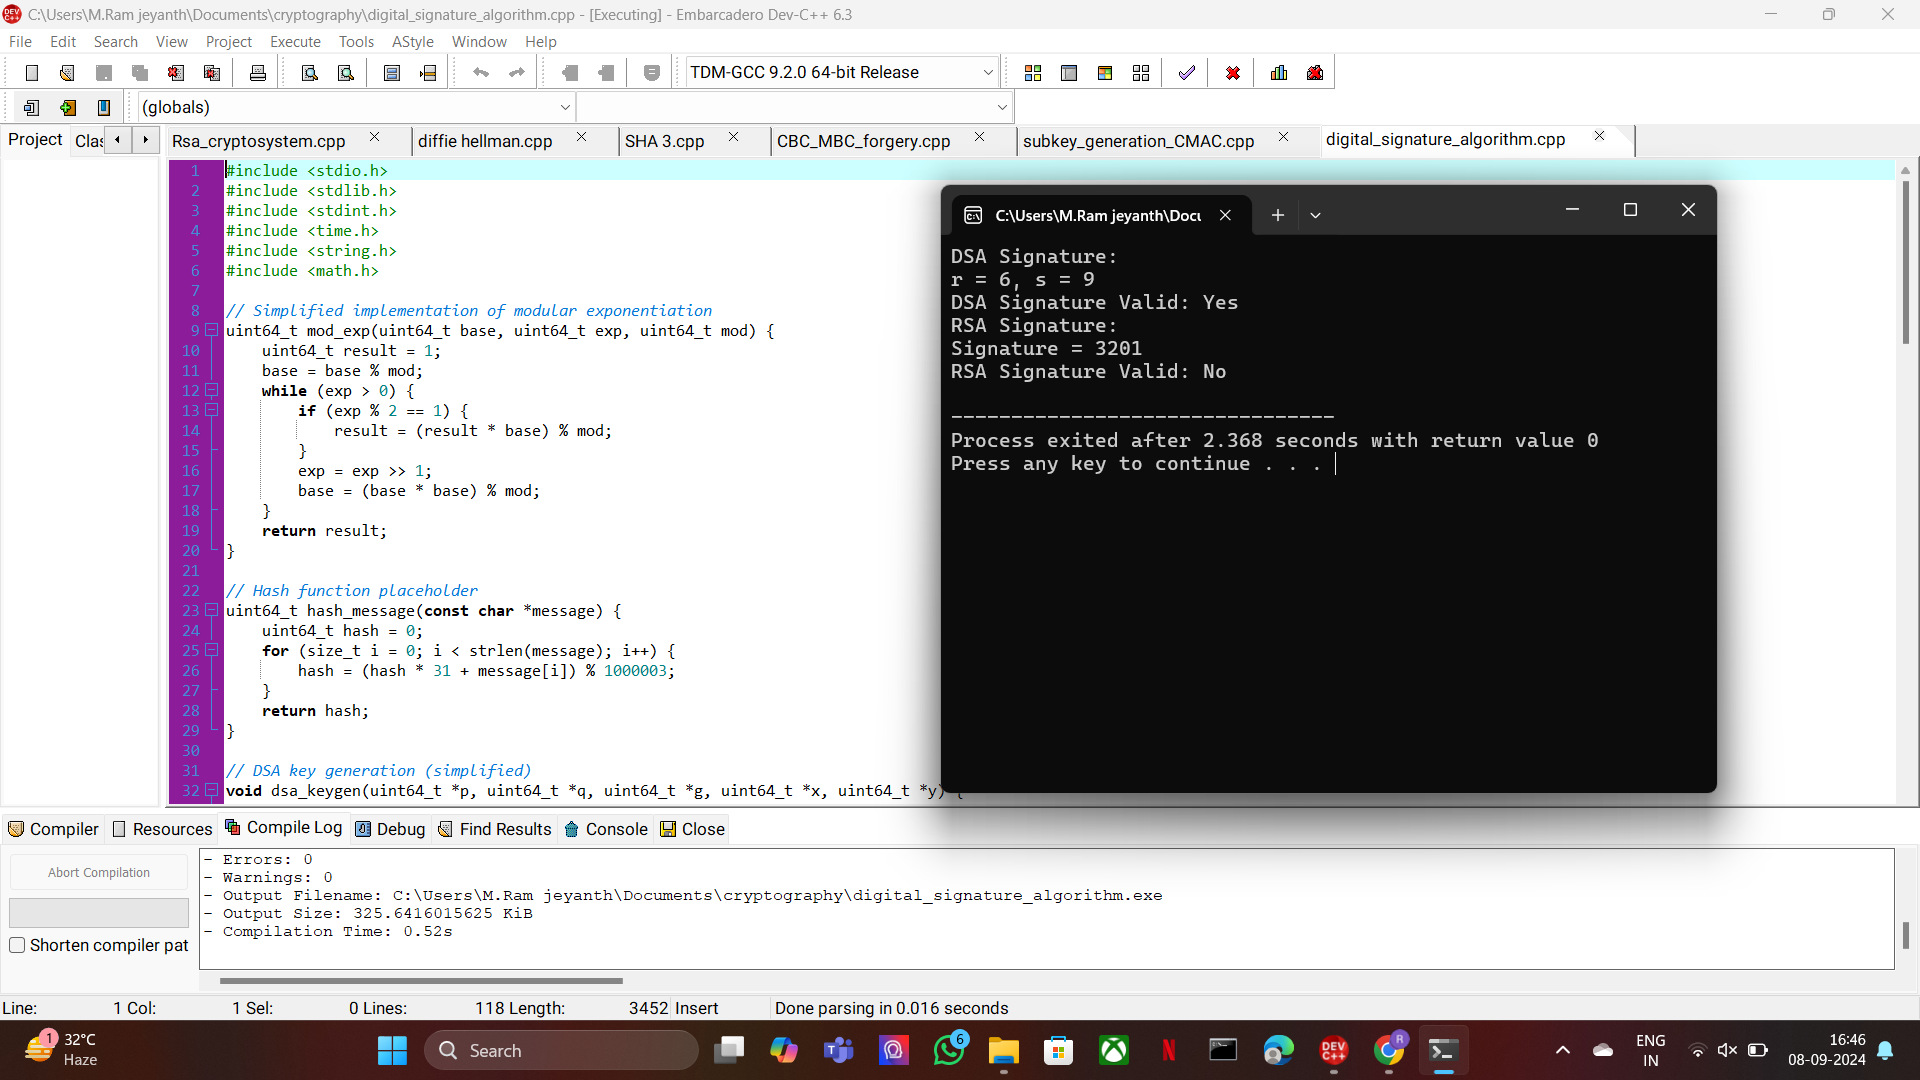 C:\Users\M.Ram jeyanth\Documents\cryptography\digital_signature_algorithm.cpp - [Executing] - Embarcadero Dev-C++ 6.3
File Edit Search View Project Execute Tools AStyle Window Help
TDM-GCC 9.2.0 64-bit Release
(globals)
Project Clas Rsa_cryptosystem.cpp diffie hellman.cpp SHA 3.cpp CBC_MBC_forgery.cpp subkey_generation_CMAC.cpp digital_signature_algorithm.cpp
1 #include <stdio.h>
2 #include <stdlib.h>
3 #include <stdint.h>
4 #include <time.h>
5 #include <string.h>
6 #include <math.h>
7
8 // Simplified implementation of modular exponentiation
9 uint64_t mod_exp(uint64_t base, uint64_t exp, uint64_t mod) {
10 uint64_t result = 1;
11 base = base % mod;
12 while (exp > 0) {
13 if (exp % 2 == 1) {
14 result = (result * base) % mod;
15 }
16 exp = exp >> 1;
17 base = (base * base) % mod;
18 }
19 return result;
20 }
21
22 // Hash function placeholder
23 uint64_t hash_message(const char *message) {
24 uint64_t hash = 0;
25 for (size_t i = 0; i < strlen(message); i++) {
26 hash = (hash * 31 + message[i]) % 1000003;
27 }
28 return hash;
29 }
30
31 // DSA key generation (simplified)
32 void dsa_keygen(uint64_t *p, uint64_t *q, uint64_t *g, uint64_t *x, uint64_t *y) {
C:\Users\M.Ram jeyanth\Docu
DSA Signature:
r = 6, s = 9
DSA Signature Valid: Yes
RSA Signature:
Signature = 3201
RSA Signature Valid: No
--------------------------------
Process exited after 2.368 seconds with return value 0
Press any key to continue . . .
Compiler Resources Compile Log Debug Find Results Console Close
Abort Compilation
Shorten compiler pat
- Errors: 0
- Warnings: 0
- Output Filename: C:\Users\M.Ram jeyanth\Documents\cryptography\digital_signature_algorithm.exe
- Output Size: 325.6416015625 KiB
- Compilation Time: 0.52s
Line: 1 Col: 1 Sel: 0 Lines: 118 Length: 3452 Insert Done parsing in 0.016 seconds
1 32°C
Haze
Search
6
DEV C++
R
ENG
IN
16:46
08-09-2024